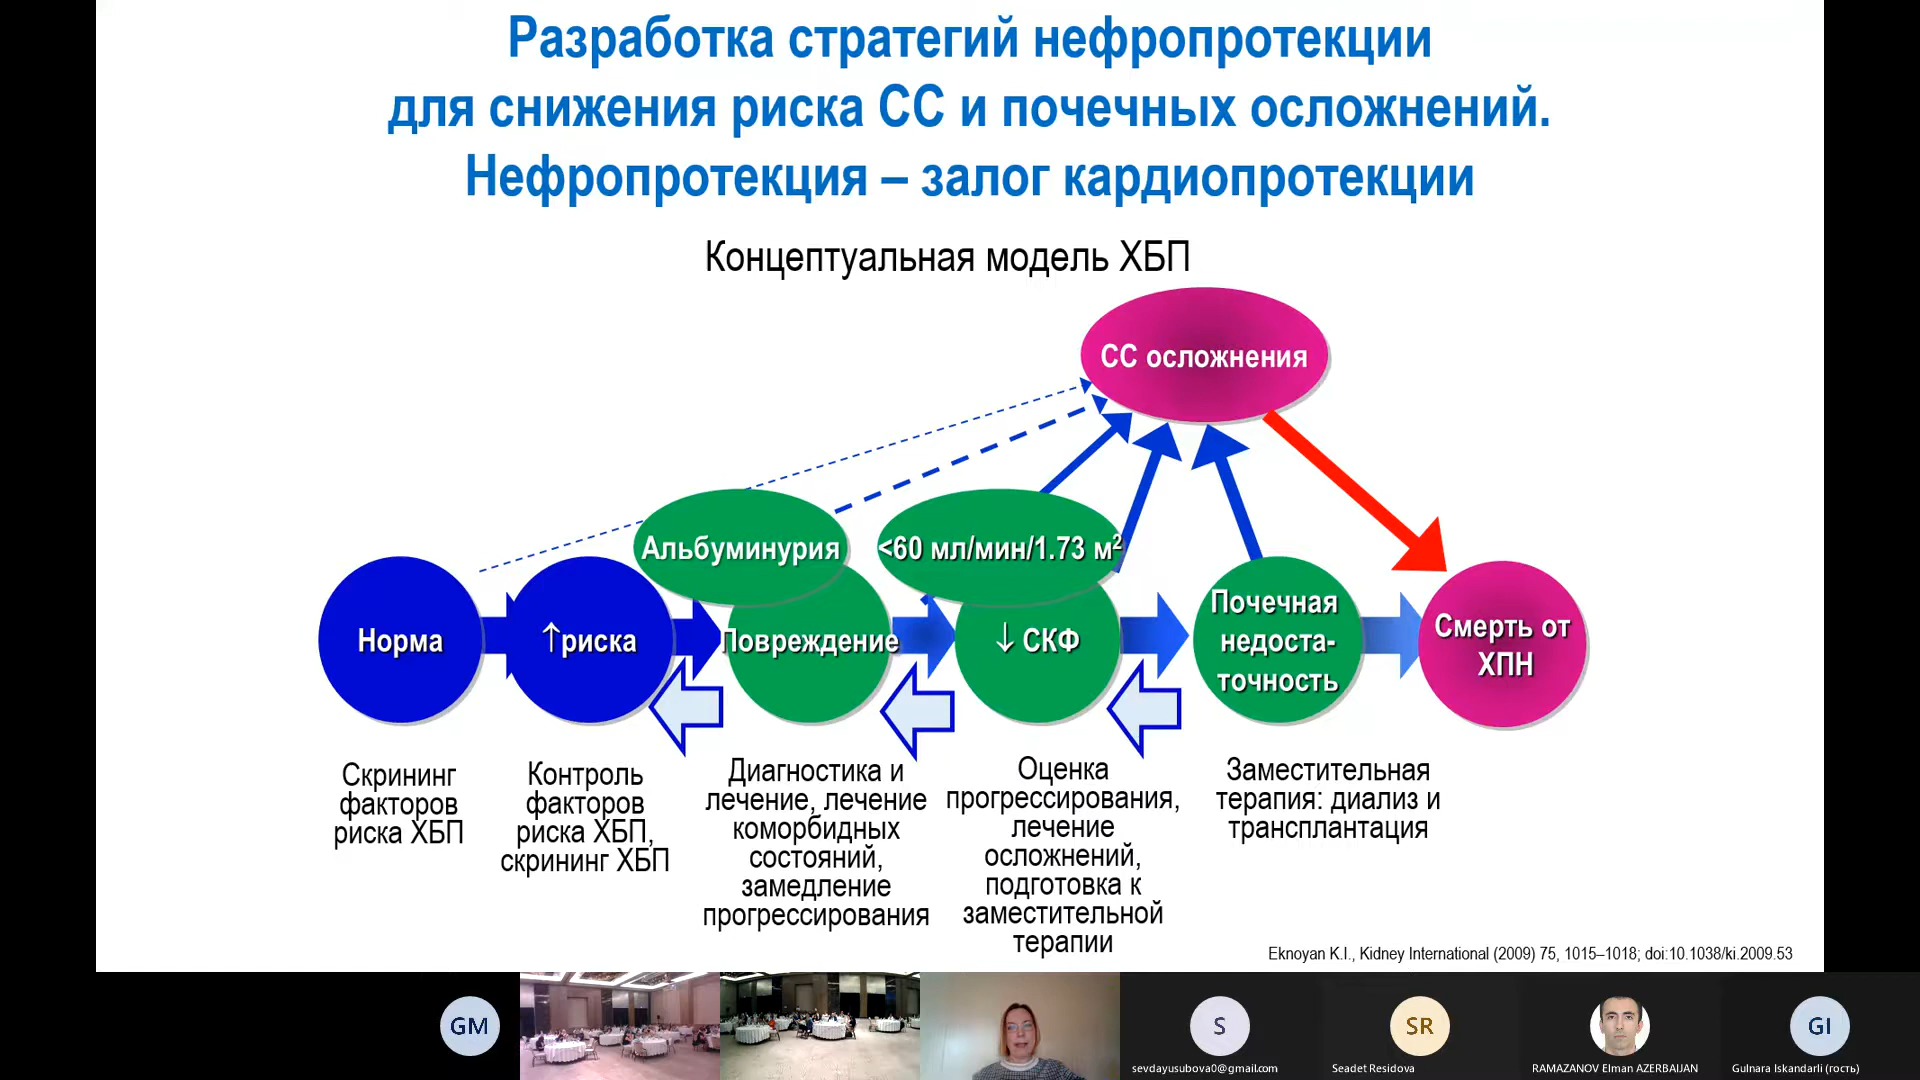 Разработка стратегий нефропротекции
для снижения риска СС и почечных осложнений.
Нефропротекция – залог кардиопротекции
Концептуальная модель ХБП
СС осложнения
Альбуминурия
<60 мл/мин/1.73 м²
Норма
↑риска
Повреждение
↓ СКФ
Почечная
недоста-
точность
Смерть от
ХПН
Скрининг
факторов
риска ХБП
Контроль
факторов
риска ХБП,
скрининг ХБП
Диагностика и
лечение, лечение
коморбидных
состояний,
замедление
прогрессирования
Оценка
прогрессирования,
лечение
осложнений,
подготовка к
заместительной
терапии
Заместительная
терапия: диализ и
трансплантация
Eknoyan K.I., Kidney International (2009) 75, 1015–1018; doi:10.1038/ki.2009.53
GM
S
SR
GI
sevdayusubova0@gmail.com
Seadet Residova
RAMAZANOV Elman AZERBAIJAN
Gulnara Iskandarli (гость)